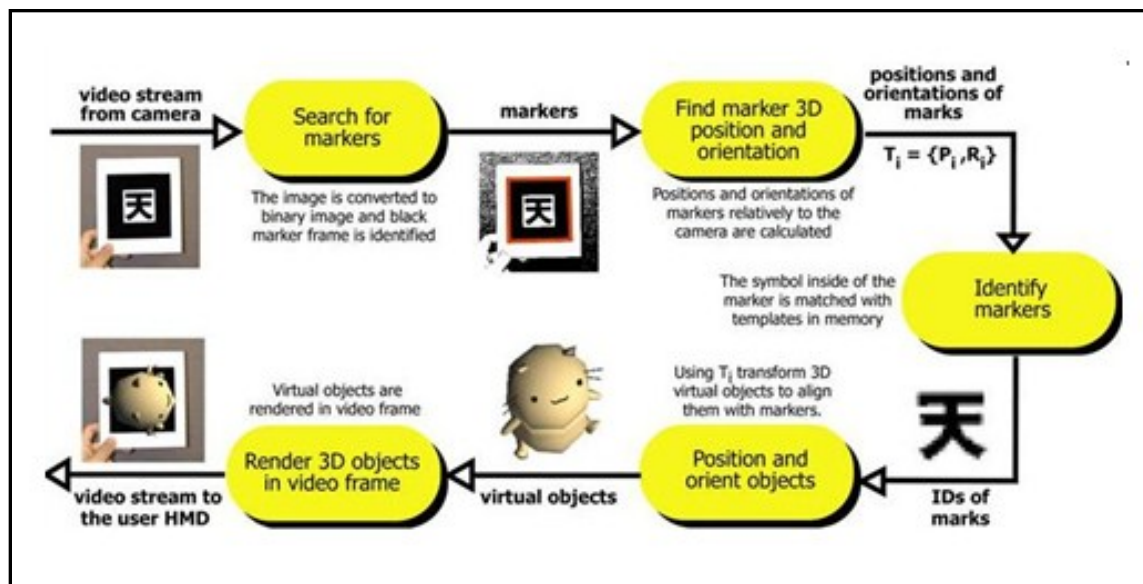 video stream
from camera
Search for
markers
The image is converted to
binary image and black
marker frame is identified
天
markers
天
Find marker 3D
position and
orientation
Positions and orientations of
markers relatively to the
camera are calculated
positions and
orientations of
marks
Tᵢ = {Pᵢ,Rᵢ}
Identify
markers
The symbol inside of the
marker is matched with
templates in memory
天
IDs of
marks
Using Tᵢ transform 3D
virtual objects to align
them with markers.
Position and
orient objects
virtual objects
Virtual objects are
rendered in video frame
Render 3D objects
in video frame
video stream to
the user HMD